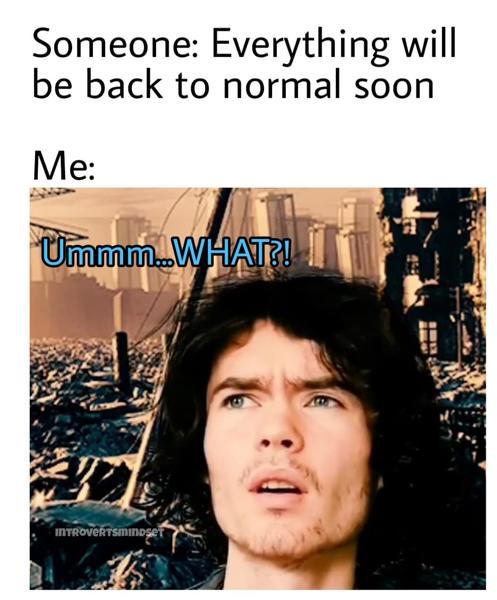 Someone: Everything will
be back to normal soon
Me:
Ummm...WHAT?!
INTROVERTSMINDSET